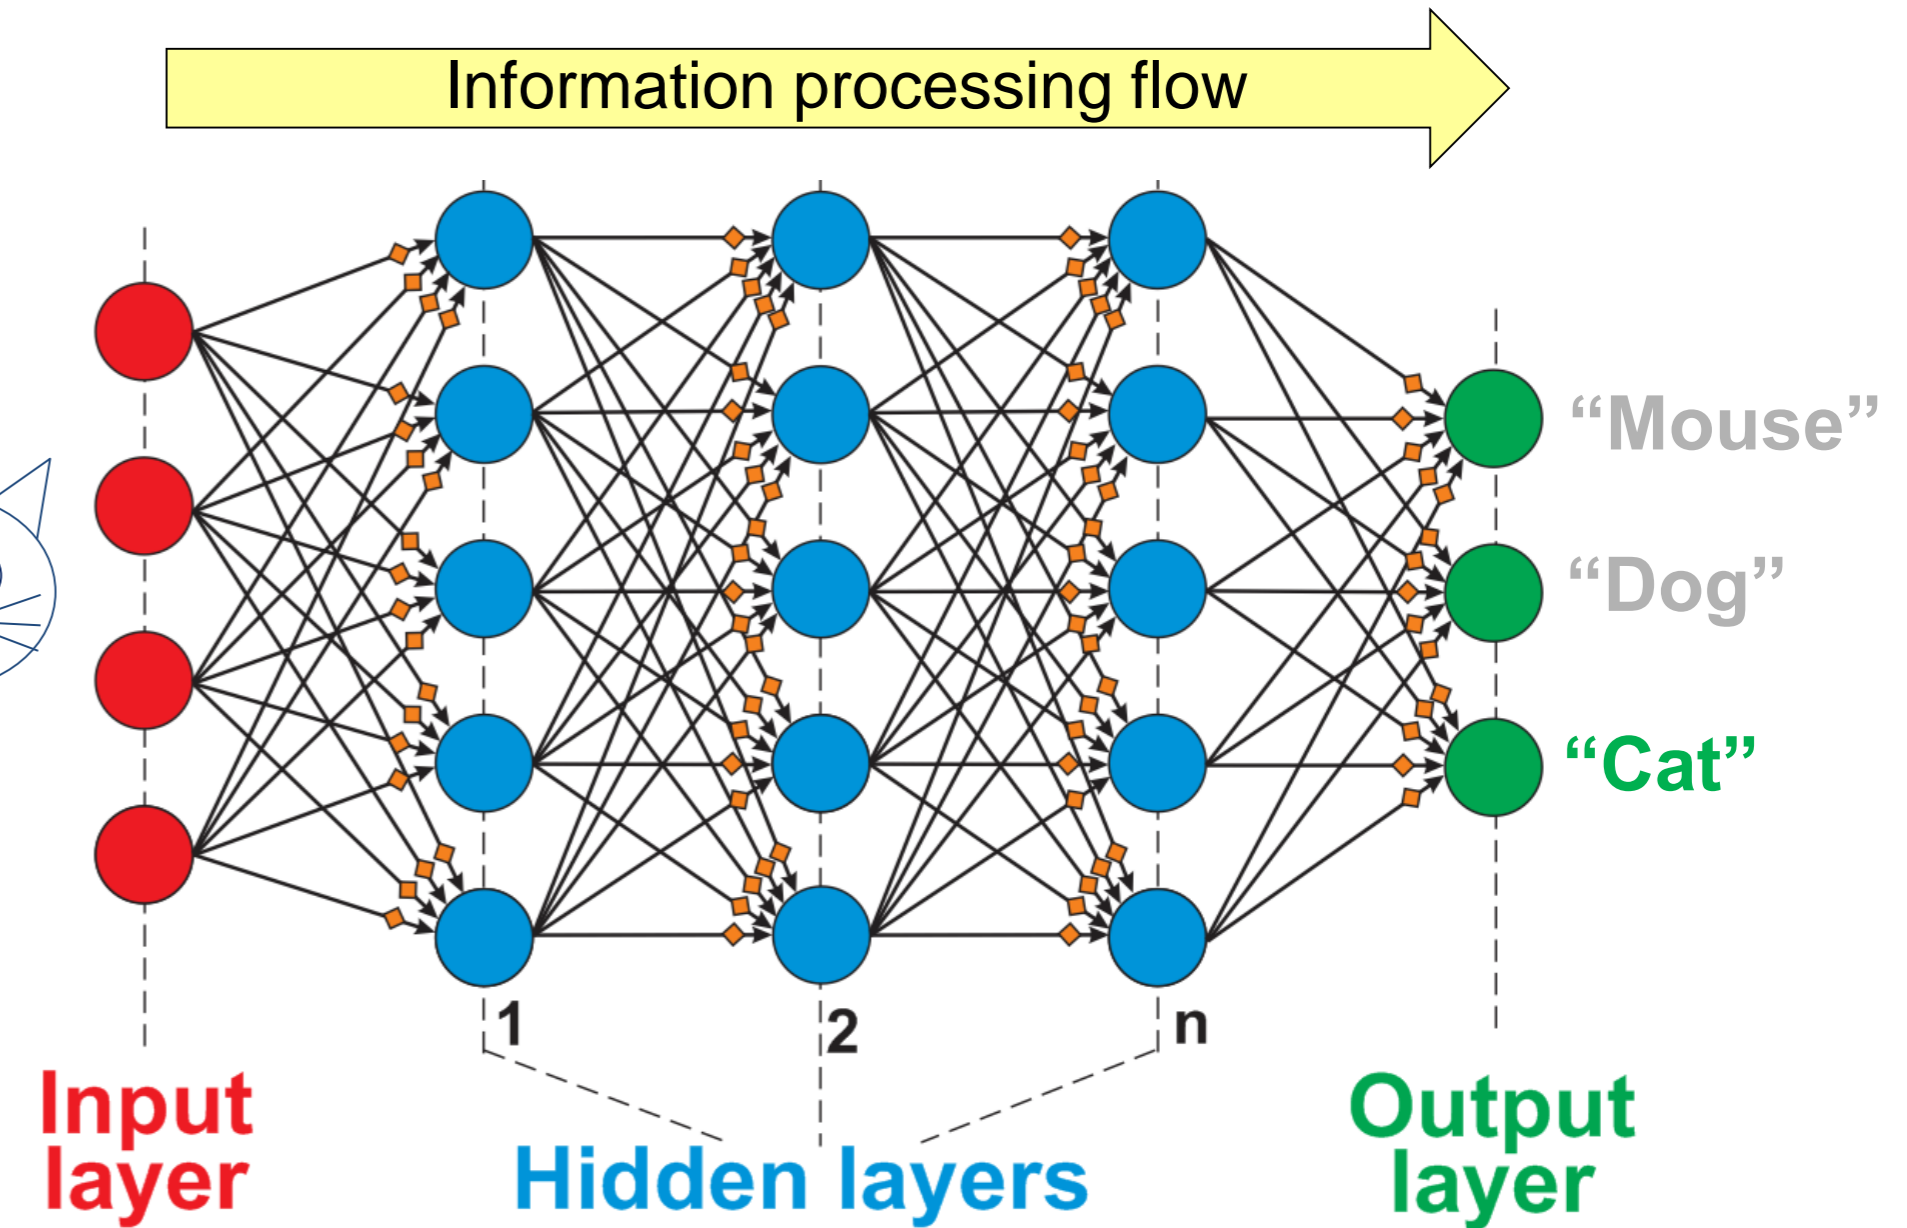 Information processing flow
“Mouse”
“Dog”
“Cat”
1
2
n
Input
layer
Hidden layers
Output
layer